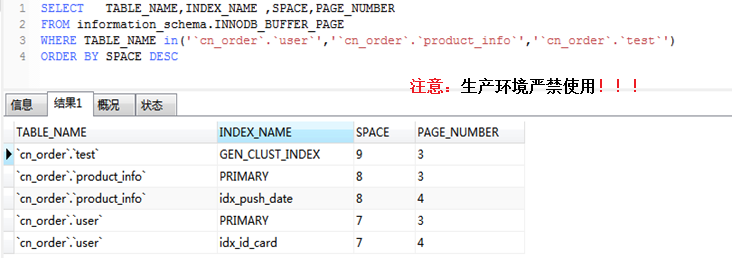 1 SELECT TABLE_NAME,INDEX_NAME ,SPACE,PAGE_NUMBER
2 FROM information_schema.INNODB_BUFFER_PAGE
3 WHERE TABLE_NAME in('`cn_order`.`user`','`cn_order`.`product_info`','`cn_order`.`test`')
4 ORDER BY SPACE DESC
注意：生产环境严禁使用！！！
信息 结果1 概况 状态
TABLE_NAME INDEX_NAME SPACE PAGE_NUMBER
`cn_order`.`test` GEN_CLUST_INDEX 9 3
`cn_order`.`product_info` PRIMARY 8 3
`cn_order`.`product_info` idx_push_date 8 4
`cn_order`.`user` PRIMARY 7 3
`cn_order`.`user` idx_id_card 7 4